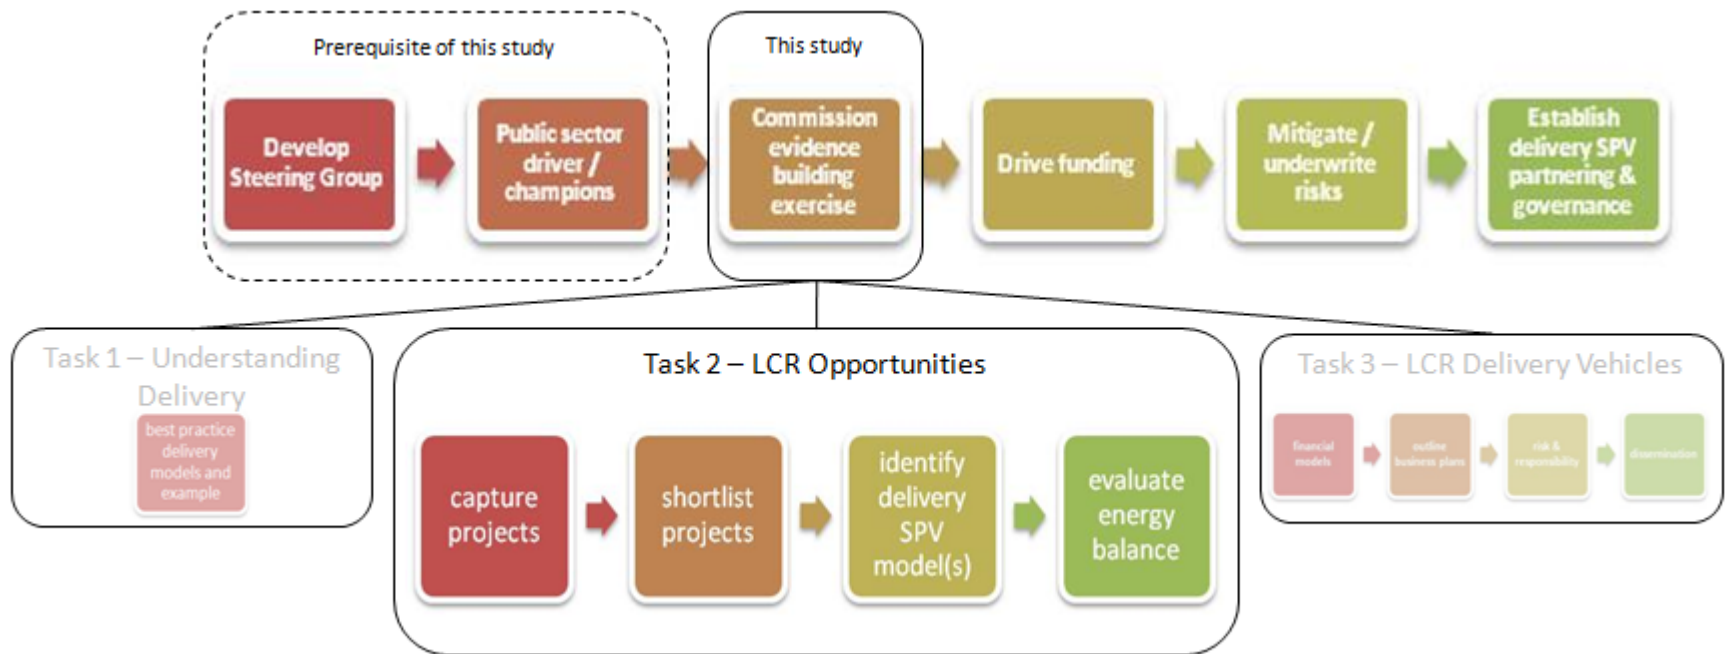 Prerequisite of this study
This study
Develop
Steering Group
Public sector
driver /
champions
Commission
evidence
building
exercise
Drive funding
Mitigate /
underwrite
risks
Establish
delivery SPV
partnering &
governance
Task 1 – Understanding
Delivery
best practice
delivery
models and
example
Task 2 – LCR Opportunities
capture
projects
shortlist
projects
identify
delivery
SPV
model(s)
evaluate
energy
balance
Task 3 – LCR Delivery Vehicles
financial
models
outline
business plans
risk &
responsibility
dissemination